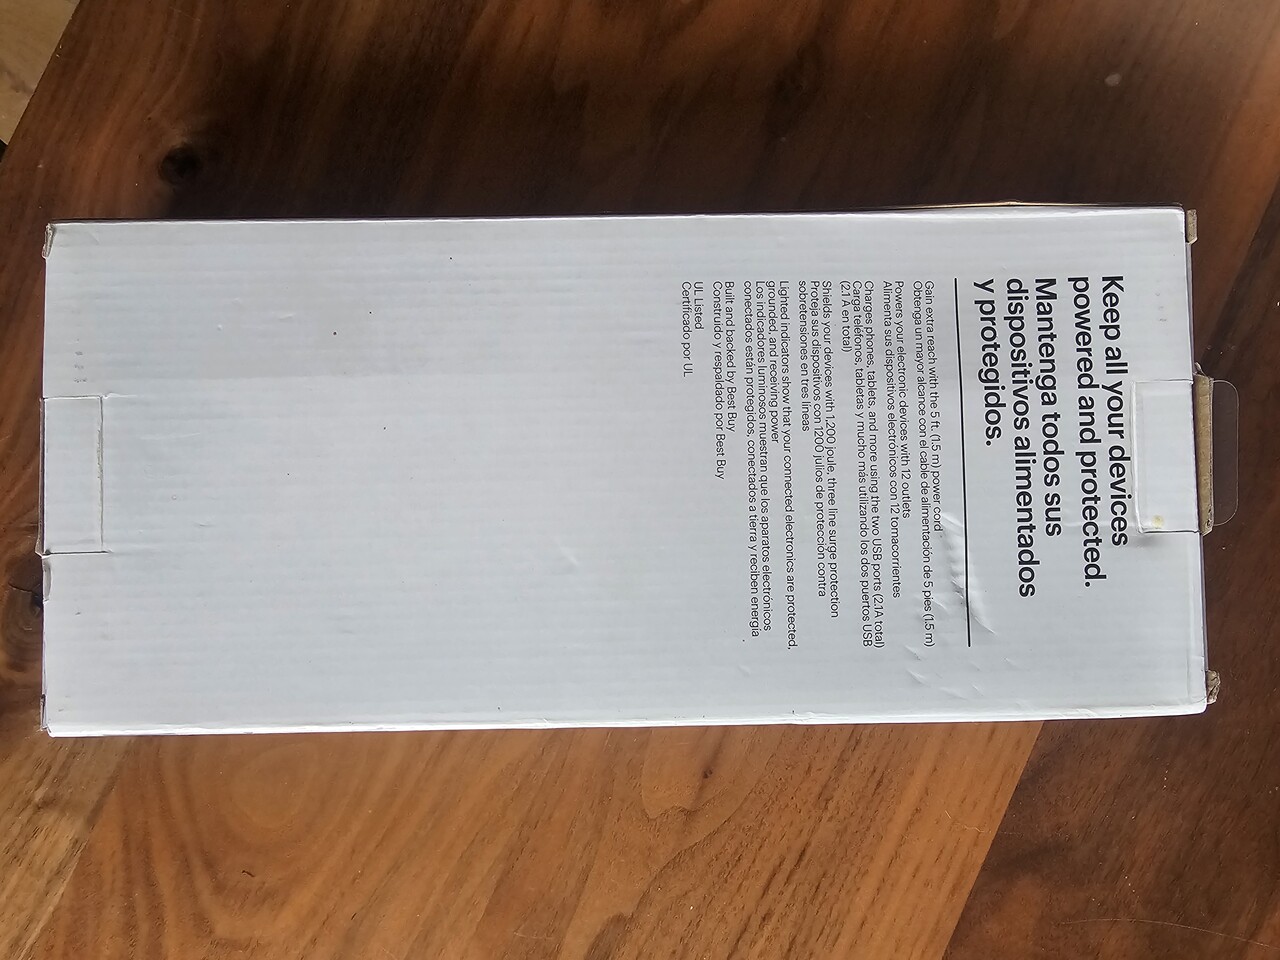 Keep all your devices
powered and protected.
Mantenga todos sus
dispositivos alimentados
y protegidos.
Gain extra reach with the 5 ft. (1.5 m) power cord
Obtenga un mayor alcance con el cable de alimentación de 5 pies (1.5 m)
Powers your electronic devices with 12 outlets
Alimenta sus dispositivos electrónicos con 12 tomacorrientes
Charges phones, tablets, and more using the two USB ports (2.1A total)
Carga teléfonos, tabletas y mucho más utilizando los dos puertos USB
(2.1 A en total)
Shields your devices with 1,200 joule, three line surge protection
Proteja sus dispositivos con 1200 julios de protección contra
sobretensiones en tres líneas
Lighted indicators show that your connected electronics are protected,
grounded, and receiving power
Los indicadores luminosos muestran que los aparatos electrónicos
conectados están protegidos, conectados a tierra y reciben energía
Built and backed by Best Buy
Construido y respaldado por Best Buy
UL Listed
Certificado por UL